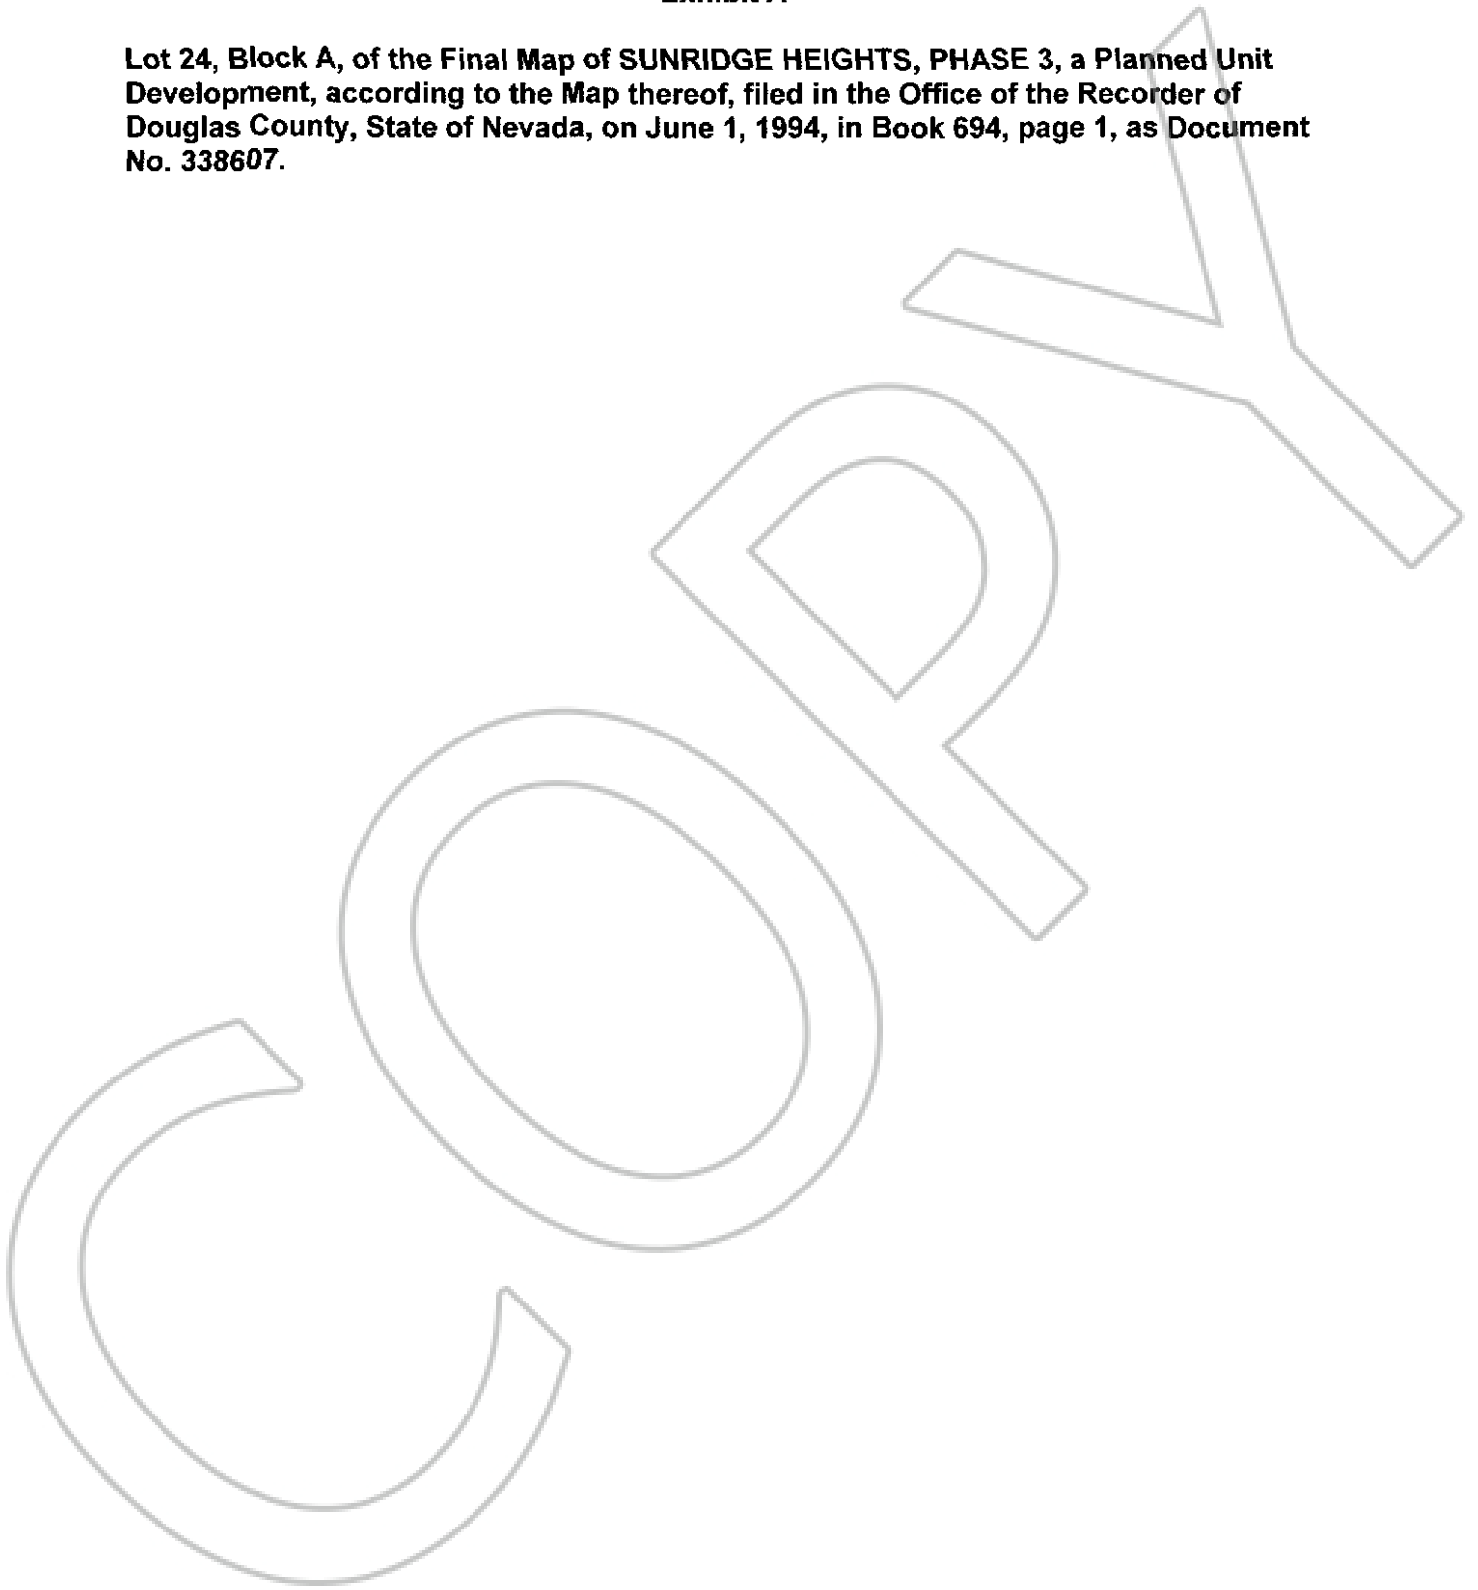 Lot 24, Block A, of the Final Map of SUNRIDGE HEIGHTS, PHASE 3, a Planned Unit
Development, according to the Map thereof, filed in the Office of the Recorder of
Douglas County, State of Nevada, on June 1, 1994, in Book 694, page 1, as Document
No. 338607.
COPY